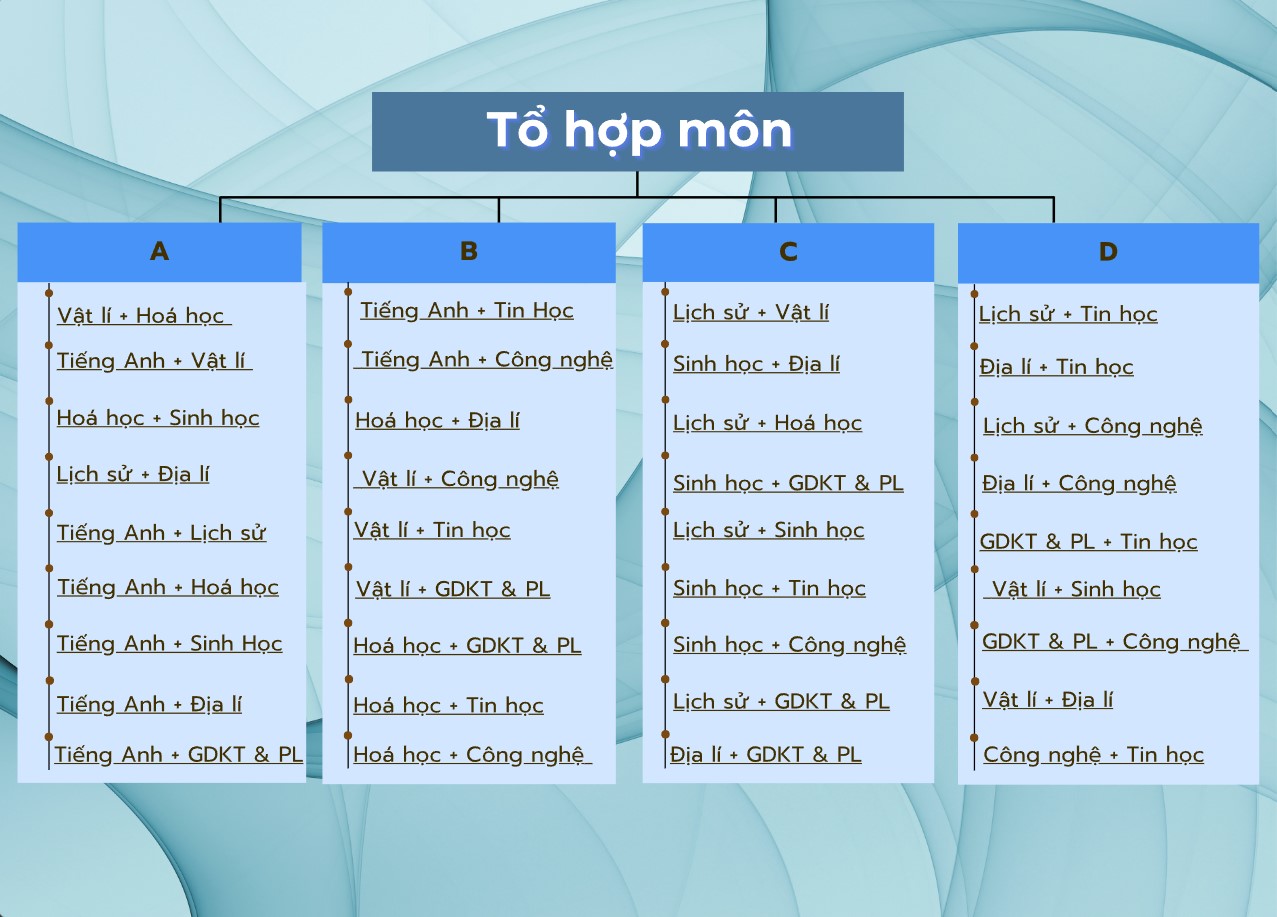 Tổ hợp môn
A
Vật lí + Hoá học
Tiếng Anh + Vật lí
Hoá học + Sinh học
Lịch sử + Địa lí
Tiếng Anh + Lịch sử
Tiếng Anh + Hoá học
Tiếng Anh + Sinh Học
Tiếng Anh + Địa lí
Tiếng Anh + GDKT & PL
B
Tiếng Anh + Tin Học
Tiếng Anh + Công nghệ
Hoá học + Địa lí
Vật lí + Công nghệ
Vật lí + Tin học
Vật lí + GDKT & PL
Hoá học + GDKT & PL
Hoá học + Tin học
Hoá học + Công nghệ
C
Lịch sử + Vật lí
Sinh học + Địa lí
Lịch sử + Hoá học
Sinh học + GDKT & PL
Lịch sử + Sinh học
Sinh học + Tin học
Sinh học + Công nghệ
Lịch sử + GDKT & PL
Địa lí + GDKT & PL
D
Lịch sử + Tin học
Địa lí + Tin học
Lịch sử + Công nghệ
Địa lí + Công nghệ
GDKT & PL + Tin học
Vật lí + Sinh học
GDKT & PL + Công nghệ
Vật lí + Địa lí
Công nghệ + Tin học